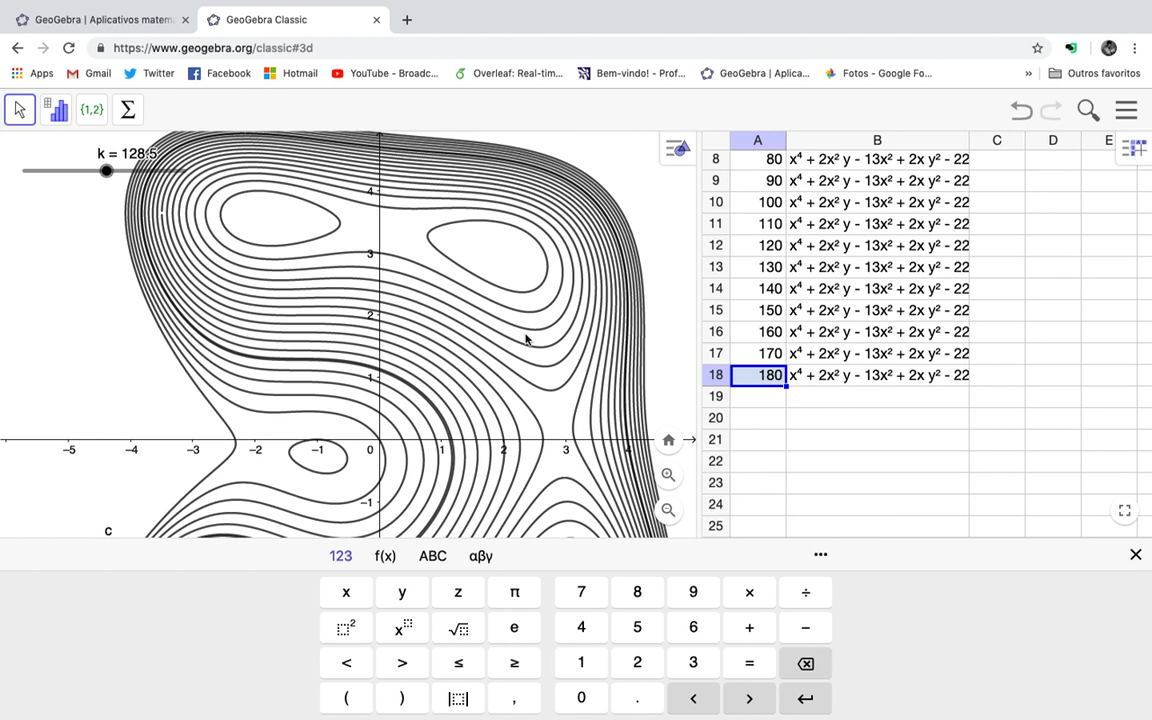 GeoGebra | Aplicativos matem
GeoGebra Classic
https://www.geogebra.org/classic#3d
Apps Gmail Twitter Facebook Hotmail YouTube - Broadc... Overleaf: Real-tim... Bem-vindo! - Prof... GeoGebra | Aplica... Fotos - Google Fo... » Outros favoritos
{1,2} Σ
k = 128.5
A B C D E
8 80 x⁴ + 2x² y - 13x² + 2x y² - 22
9 90 x⁴ + 2x² y - 13x² + 2x y² - 22
10 100 x⁴ + 2x² y - 13x² + 2x y² - 22
11 110 x⁴ + 2x² y - 13x² + 2x y² - 22
12 120 x⁴ + 2x² y - 13x² + 2x y² - 22
13 130 x⁴ + 2x² y - 13x² + 2x y² - 22
14 140 x⁴ + 2x² y - 13x² + 2x y² - 22
15 150 x⁴ + 2x² y - 13x² + 2x y² - 22
16 160 x⁴ + 2x² y - 13x² + 2x y² - 22
17 170 x⁴ + 2x² y - 13x² + 2x y² - 22
18 180 x⁴ + 2x² y - 13x² + 2x y² - 22
19
20
21
22
23
24
25
4
3
2
1
−5 −4 −3 −2 −1 0 1 2 3 4
−1
c
123 f(x) ABC αβγ ...
x y z π 7 8 9 × ÷
² x √ e 4 5 6 + −
< > ≤ ≥ 1 2 3 =
( ) | | , 0 . < >